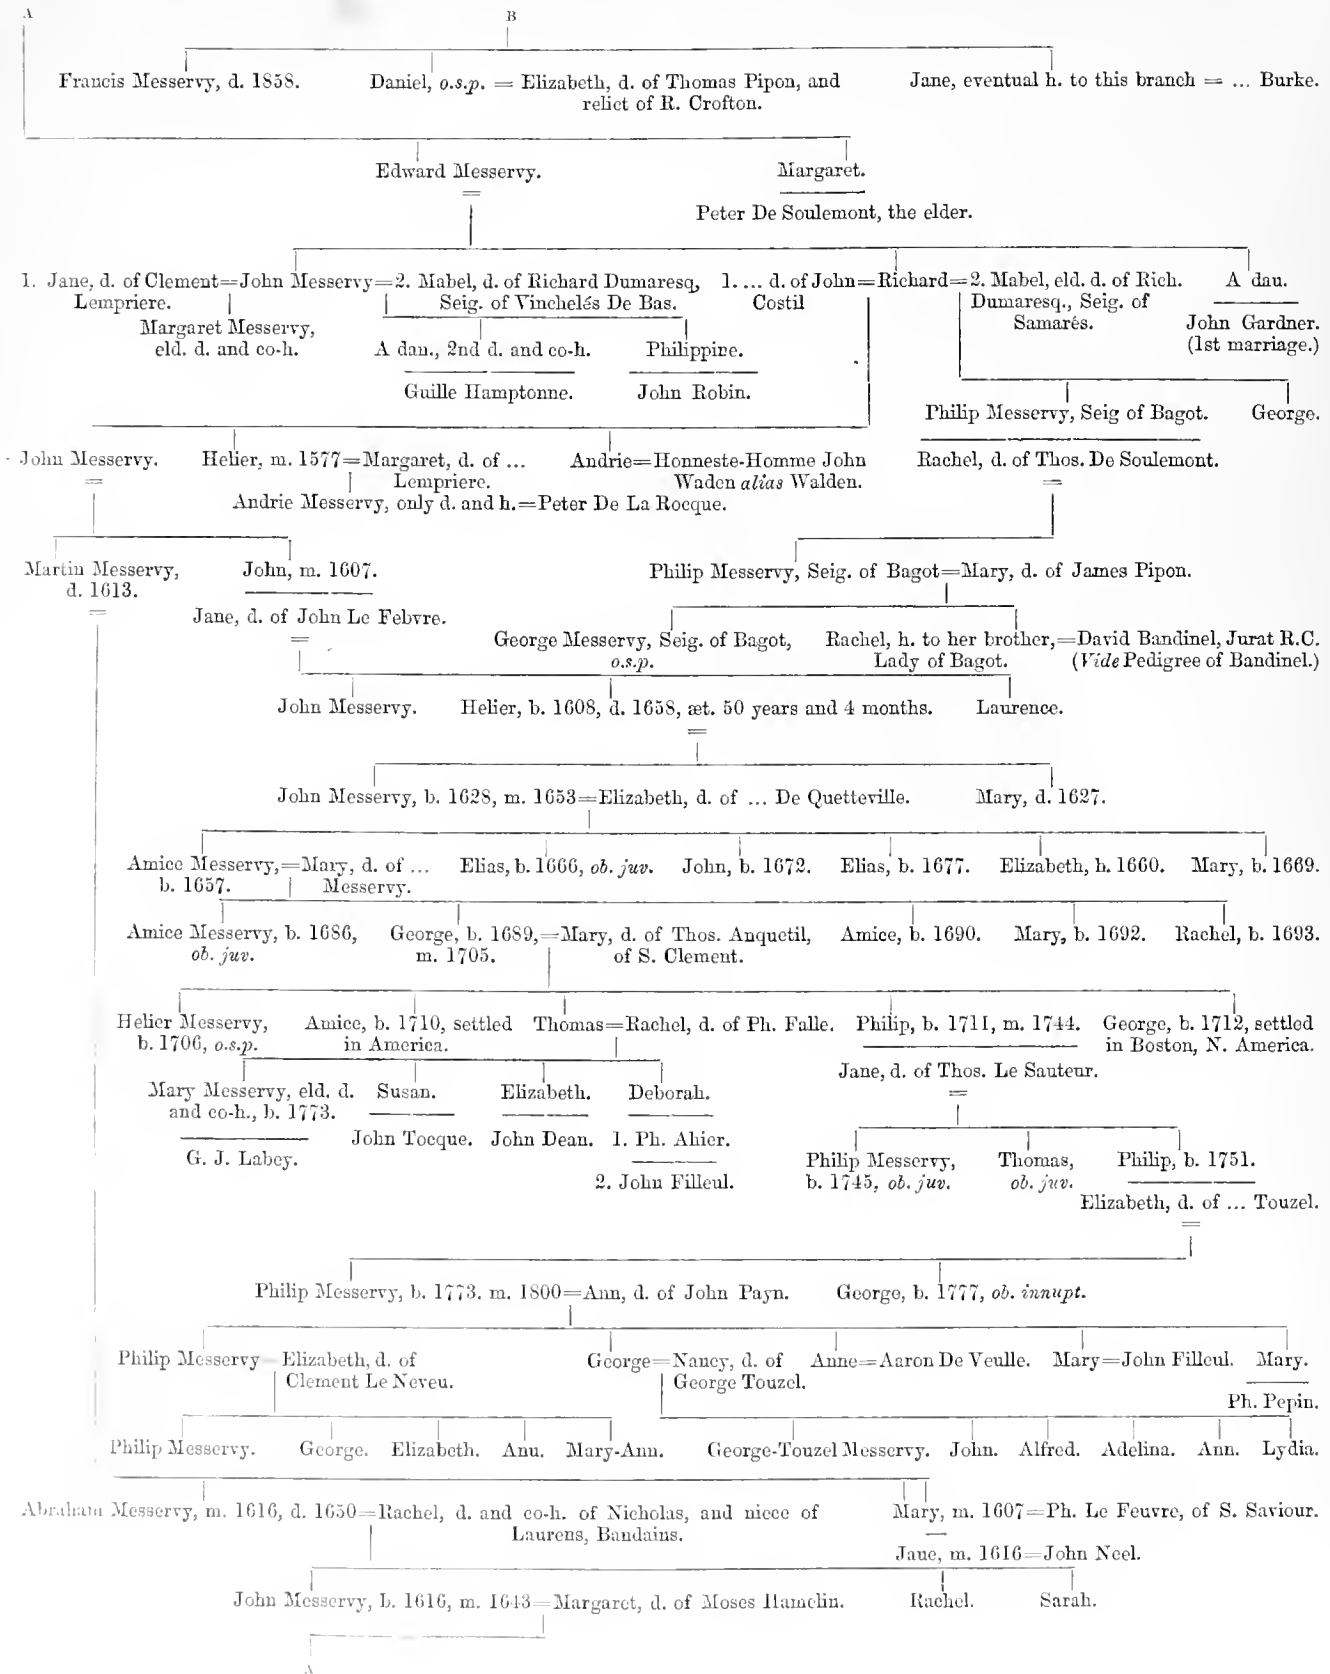 A B
Francis Messervy, d. 1858. Daniel, o.s.p. = Elizabeth, d. of Thomas Pipon, and Jane, eventual h. to this branch = ... Burke.
relict of R. Crofton.
Edward Messervy. Margaret.
=
Peter De Soulemont, the elder.
1. Jane, d. of Clement=John Messervy=2. Mabel, d. of Richard Dumaresq, 1. ... d. of John=Richard=2. Mabel, eld. d. of Rich. A dau.
Lempriere. Seig. of Vinchelés De Bas. Costil Dumaresq., Seig. of
Margaret Messervy, Samarés. John Gardner.
eld. d. and co-h. A dau., 2nd d. and co-h. Philippine. (1st marriage.)
Guille Hamptonne. John Robin.
Philip Messervy, Seig of Bagot. George.
John Messervy. Helier, m. 1577=Margaret, d. of ... Andrie=Honneste-Homme John Rachel, d. of Thos. De Soulemont.
= Lempriere. Waden alias Walden. =
Andrie Messervy, only d. and h.=Peter De La Rocque.
Martin Messervy, John, m. 1607. Philip Messervy, Seig. of Bagot=Mary, d. of James Pipon.
d. 1613.
= Jane, d. of John Le Febvre.
= George Messervy, Seig. of Bagot, Rachel, h. to her brother,=David Bandinel, Jurat R.C.
o.s.p. Lady of Bagot. (Vide Pedigree of Bandinel.)
John Messervy. Helier, b. 1608, d. 1658, æt. 50 years and 4 months. Laurence.
=
John Messervy, b. 1628, m. 1653=Elizabeth, d. of ... De Quetteville. Mary, d. 1627.
Amice Messervy,=Mary, d. of ... Elias, b. 1666, ob. juv. John, b. 1672. Elias, b. 1677. Elizabeth, b. 1660. Mary, b. 1669.
b. 1657. Messervy.
Amice Messervy, b. 1686, George, b. 1689,=Mary, d. of Thos. Anquetil, Amice, b. 1690. Mary, b. 1692. Rachel, b. 1693.
ob. juv. m. 1705. of S. Clement.
Helier Messervy, Amice, b. 1710, settled Thomas=Rachel, d. of Ph. Falle. Philip, b. 1711, m. 1744. George, b. 1712, settled
b. 1706, o.s.p. in America. in Boston, N. America.
Jane, d. of Thos. Le Sauteur.
Mary Messervy, eld. d. Susan. Elizabeth. Deborah. =
and co-h., b. 1773.
John Tocque. John Dean. 1. Ph. Ahier.
G. J. Labey. Philip Messervy, Thomas, Philip, b. 1751.
2. John Filleul. b. 1745, ob. juv. ob. juv.
Elizabeth, d. of ... Touzel.
=
Philip Messervy, b. 1773. m. 1800=Ann, d. of John Payn. George, b. 1777, ob. innupt.
Philip Messervy=Elizabeth, d. of George=Nancy, d. of Anne=Aaron De Veulle. Mary=John Filleul. Mary.
Clement Le Neveu. George Touzel.
Ph. Pepin.
Philip Messervy. George. Elizabeth. Ann. Mary-Ann. George-Touzel Messervy. John. Alfred. Adelina. Ann. Lydia.
Abraham Messervy, m. 1616, d. 1650=Rachel, d. and co-h. of Nicholas, and niece of Mary, m. 1607=Ph. Le Feuvre, of S. Saviour.
Laurens, Bandains.
Jane, m. 1616=John Neel.
John Messervy, b. 1616, m. 1643=Margaret, d. of Moses Hamelin. Rachel. Sarah.
A